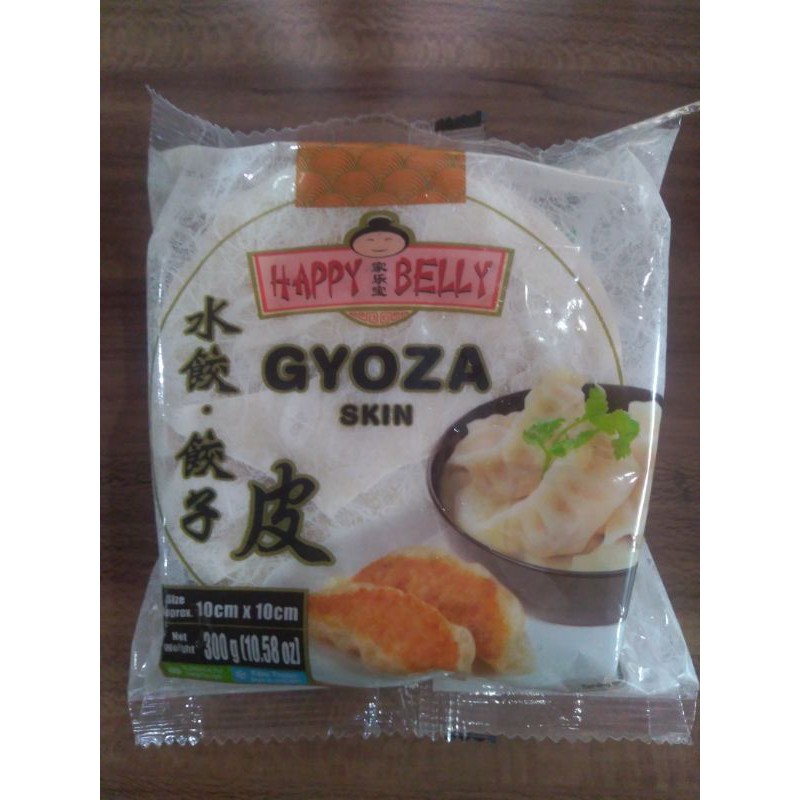 HAPPY 家乐宝 BELLY
GYOZA
SKIN
水餃・餃子
皮
Size
approx. 10cm x 10cm
Net
weight 300 g (10.58 oz)